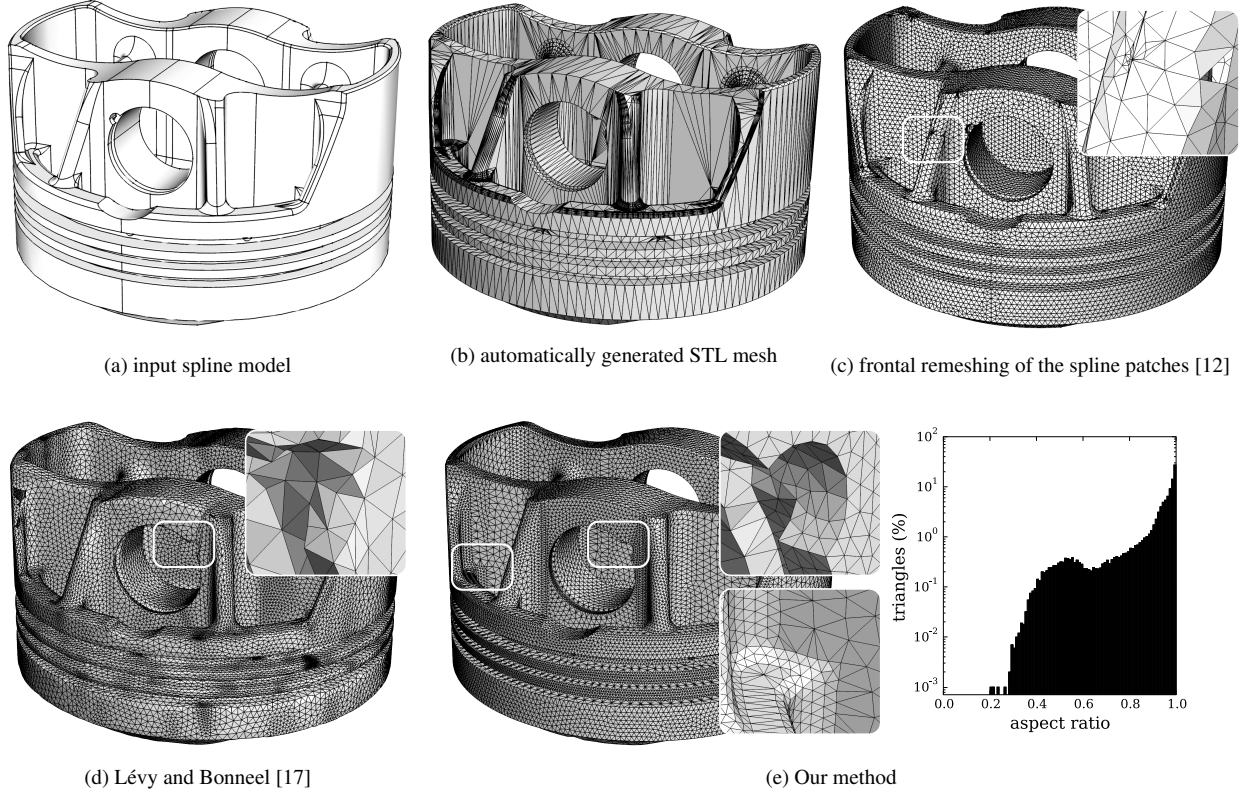 (a) input spline model
(b) automatically generated STL mesh
(c) frontal remeshing of the spline patches [12]
10^2
10^1
10^0
10^-1
10^-2
10^-3
triangles (%)
0.0 0.2 0.4 0.6 0.8 1.0
aspect ratio
(d) Lévy and Bonneel [17]
(e) Our method